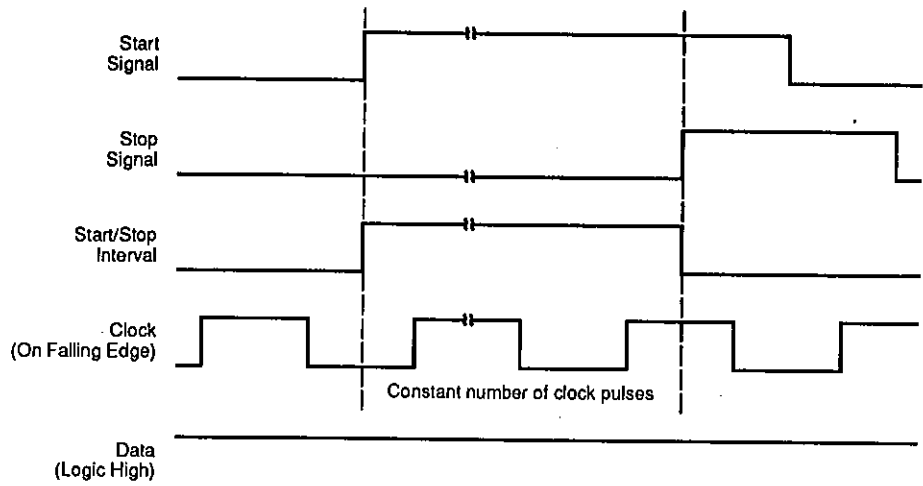 Start
Signal
Stop
Signal
Start/Stop
Interval
Clock
(On Falling Edge)
Constant number of clock pulses
Data
(Logic High)